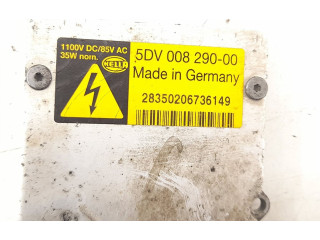 1100V DC/85V AC
35W nom.
HELLA
5DV 008 290-00
Made in Germany
28350206736149